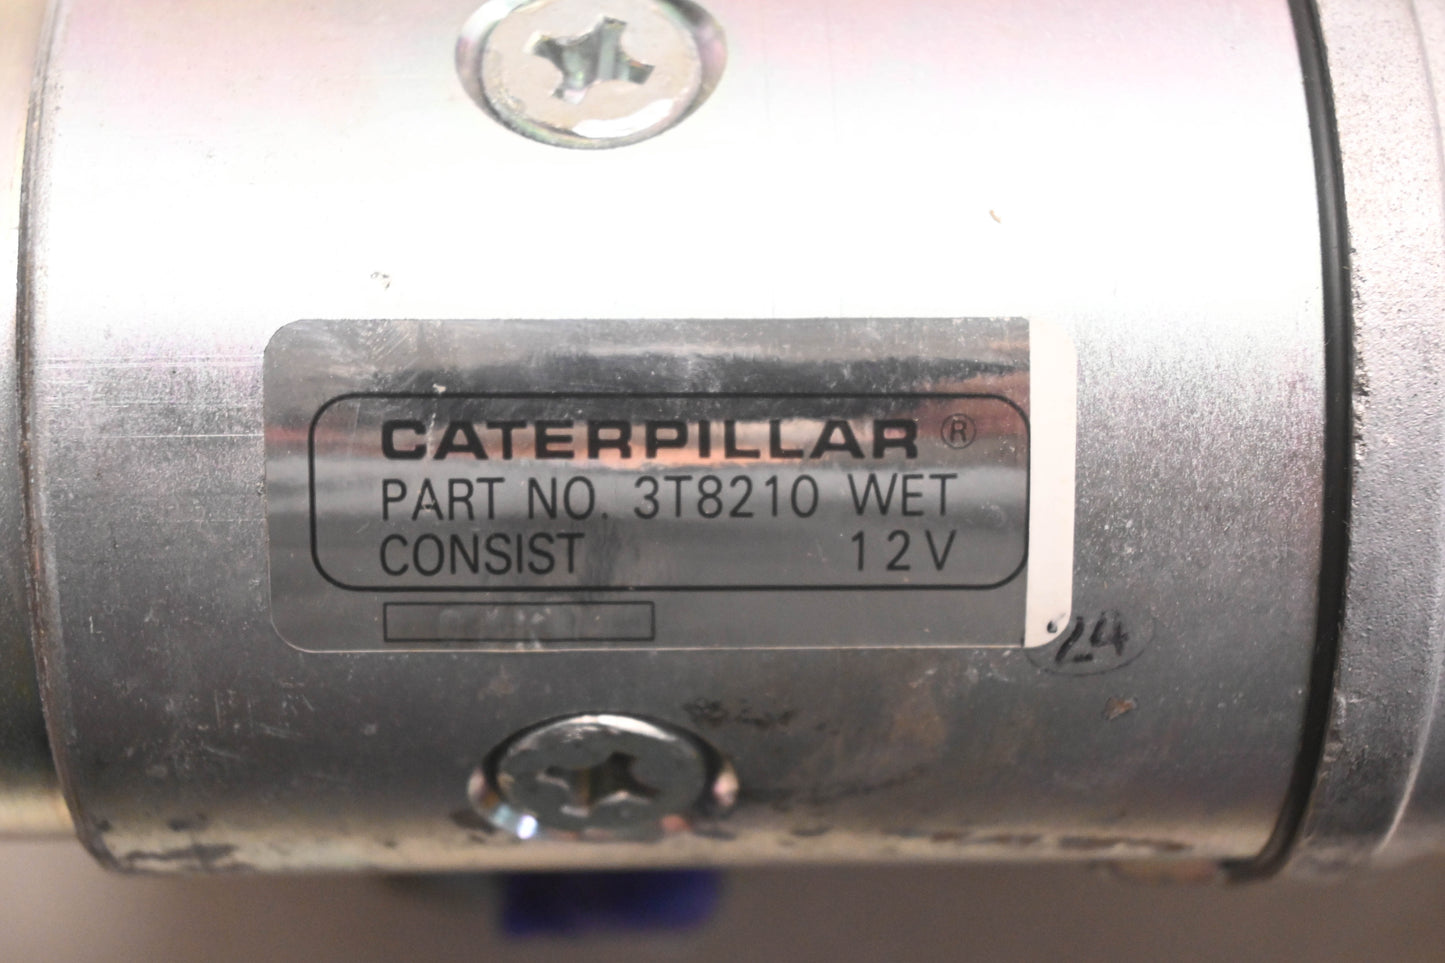 CATERPILLAR ®
PART NO. 3T8210 WET
CONSIST 12V
24